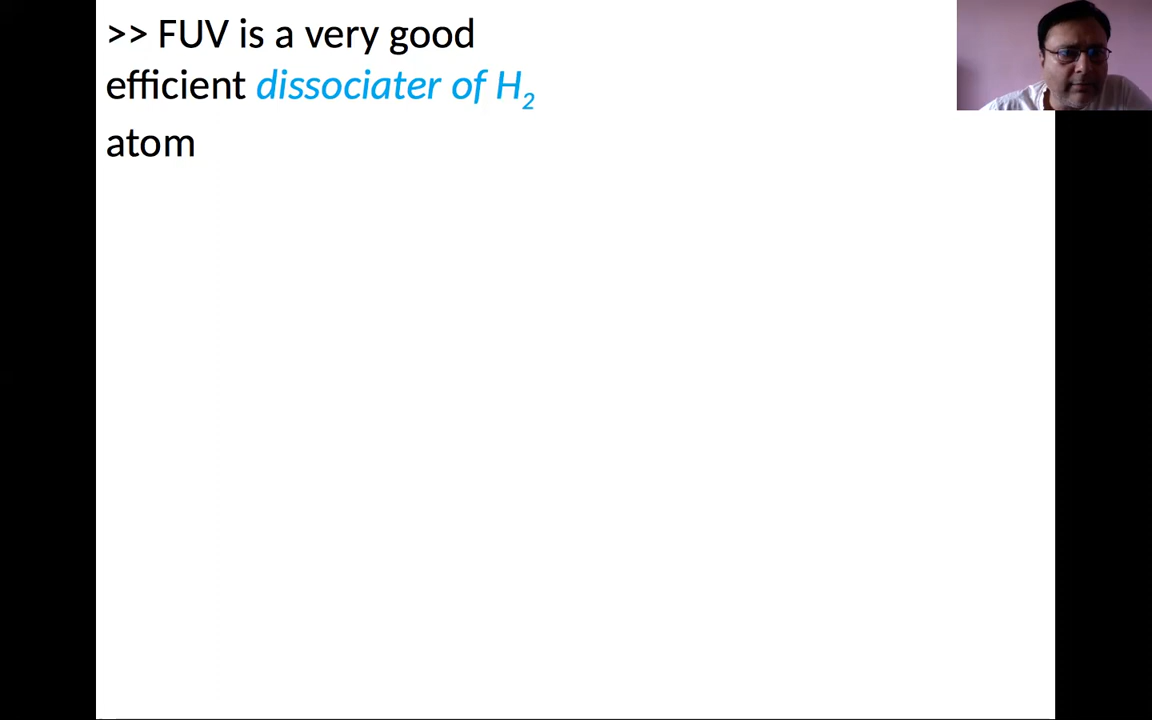 >> FUV is a very good
efficient dissociater of H₂
atom